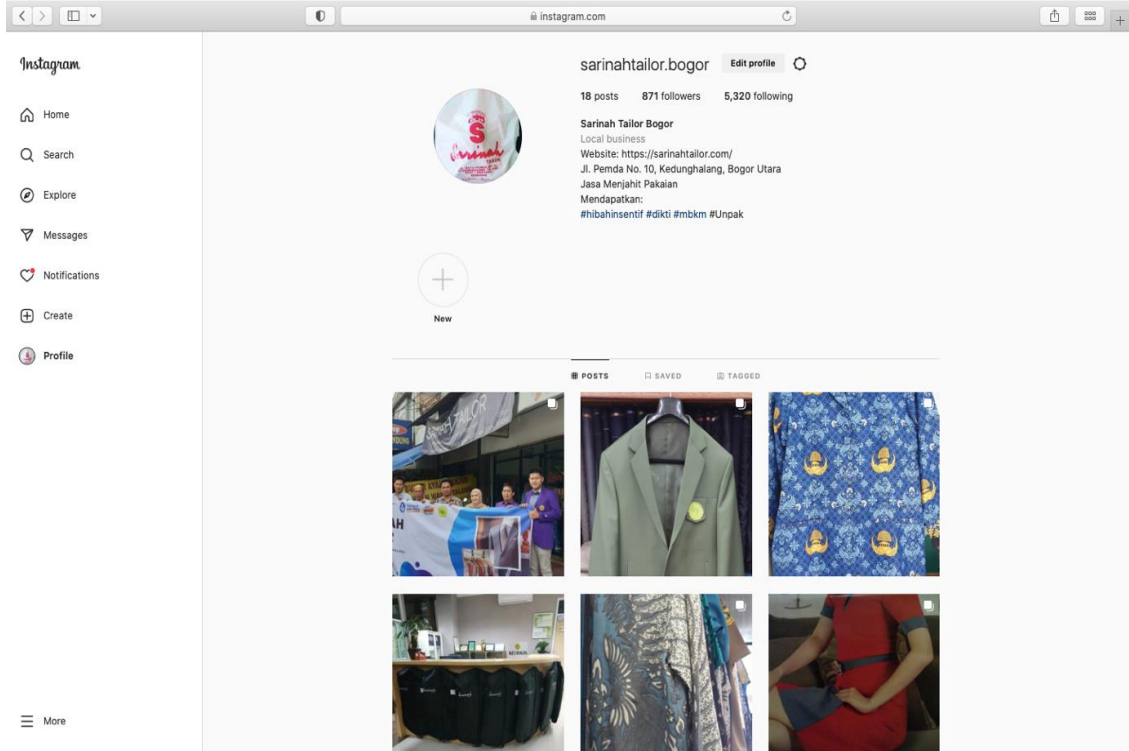 instagram.com
Instagram
Home
Search
Explore
Messages
Notifications
Create
Profile
More
sarinahtailor.bogor Edit profile
18 posts 871 followers 5,320 following
Sarinah Tailor Bogor
Local business
Website: https://sarinahtailor.com/
Jl. Pemda No. 10, Kedunghalang, Bogor Utara
Jasa Menjahit Pakaian
Mendapatkan:
#hibahinsentif #dikti #mbkm #Unpak
S
Sarinah
New
POSTS SAVED TAGGED
TAILOR